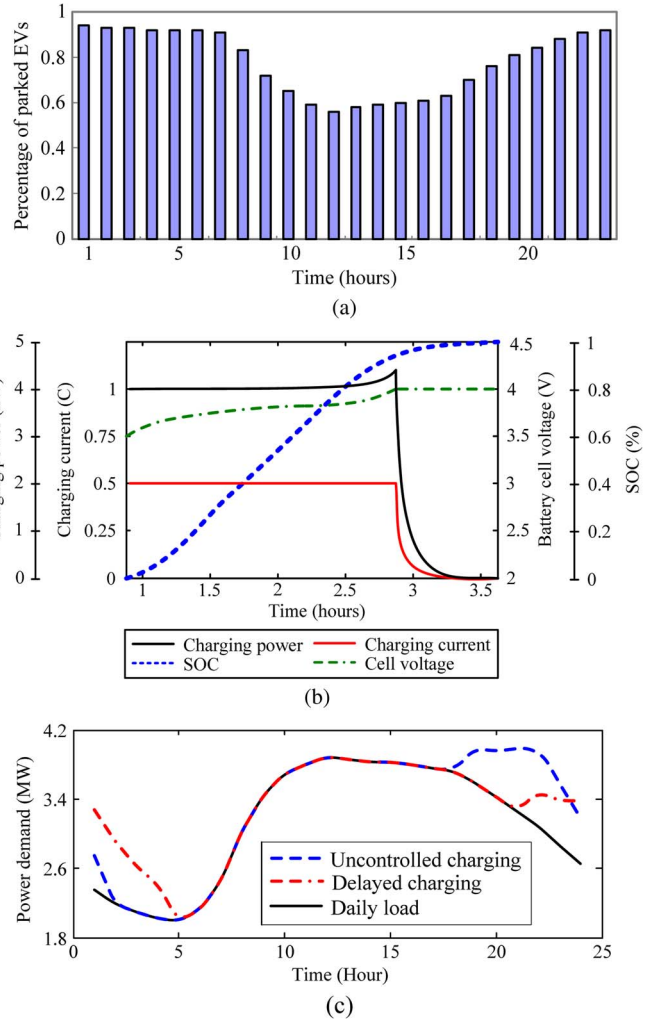 1
0.8
0.6
0.4
0.2
0
Percentage of parked EVs
1 5 10 15 20
Time (hours)
(a)
5
4
3
2
1
0
Charging current (C)
1
0.75
0.5
0.25
0
4.5
4
3.5
3
2.5
2
Battery cell voltage (V)
1
0.8
0.6
0.4
0.2
0
SOC (%)
1 1.5 2 2.5 3 3.5
Time (hours)
Charging power Charging current
SOC Cell voltage
(b)
4.2
3.4
2.6
1.8
Power demand (MW)
Uncontrolled charging
Delayed charging
Daily load
0 5 10 15 20 25
Time (Hour)
(c)